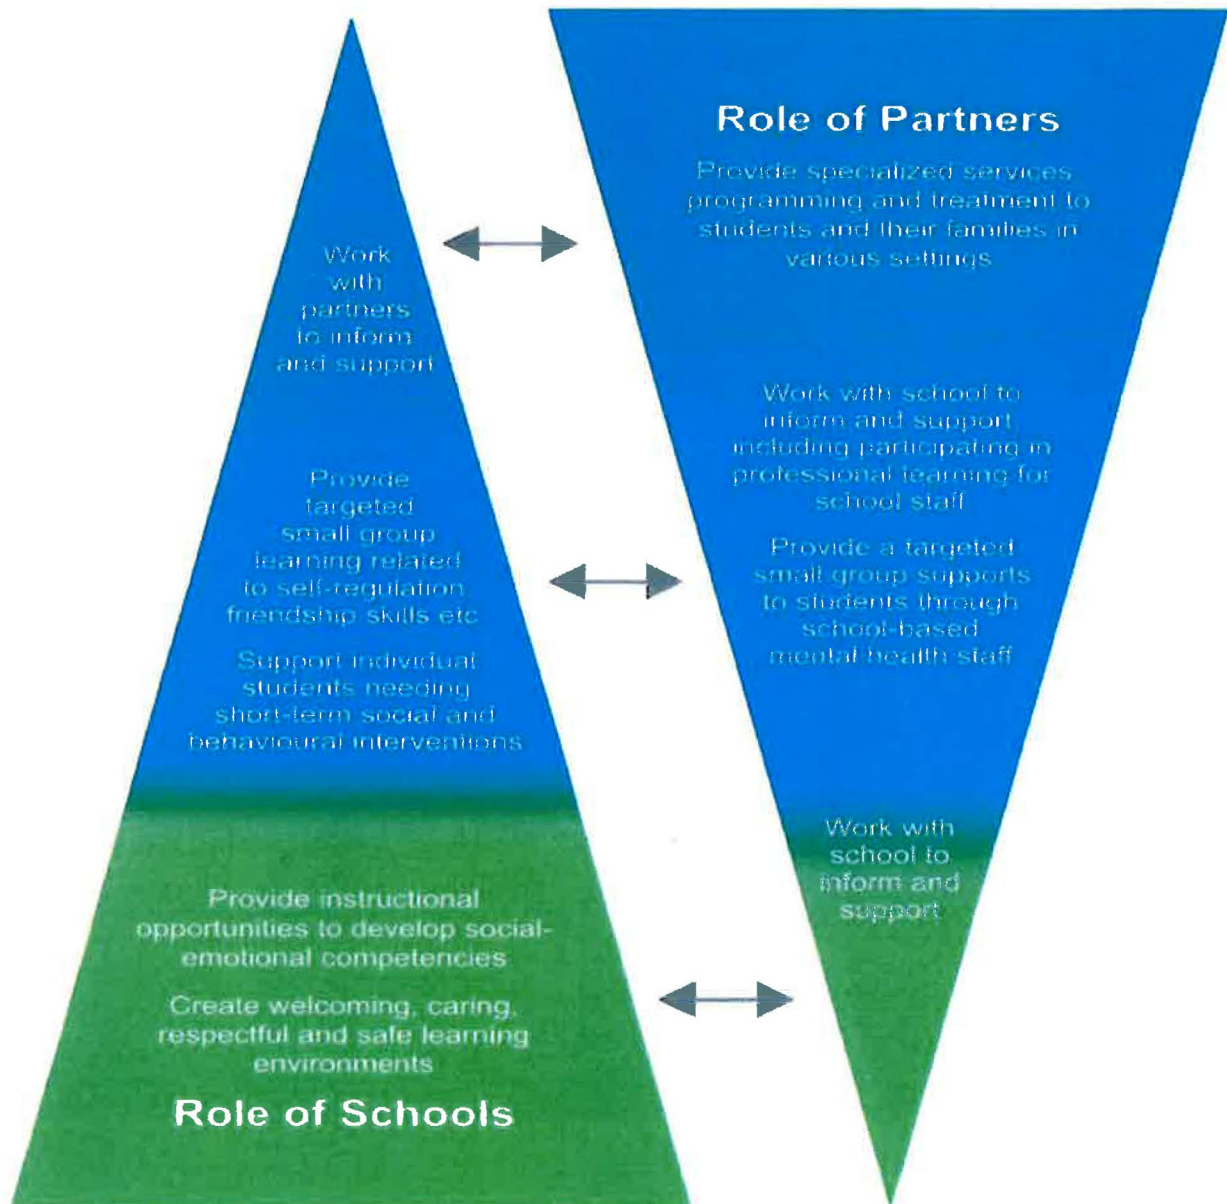 Work
with
partners
to inform
and support
Provide
targeted
small group
learning related
to self-regulation
friendship skills etc
Support individual
students needing
short-term social and
behavioural interventions
Provide instructional
opportunities to develop social-
emotional competencies
Create welcoming, caring,
respectful and safe learning
environments
Role of Schools
Role of Partners
Provide specialized services
programming and treatment to
students and their families in
various settings
Work with school to
inform and support
including participating in
professional learning for
school staff
Provide a targeted
small group supports
to students through
school-based
mental health staff
Work with
school to
inform and
support